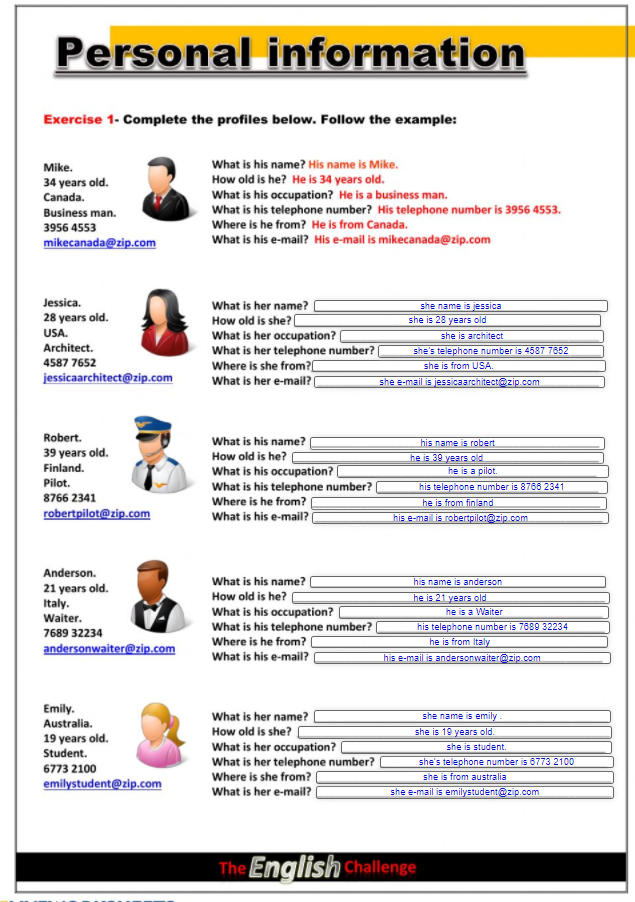 Personal information
Exercise 1- Complete the profiles below. Follow the example:
Mike.
34 years old.
Canada.
Business man.
3956 4553
mikecanada@zip.com
What is his name? His name is Mike.
How old is he? He is 34 years old.
What is his occupation? He is a business man.
What is his telephone number? His telephone number is 3956 4553.
Where is he from? He is from Canada.
What is his e-mail? His e-mail is mikecanada@zip.com
Jessica.
28 years old.
USA.
Architect.
4587 7652
jessicaarchitect@zip.com
What is her name? she name is jessica
How old is she? she is 28 years old
What is her occupation? she is architect
What is her telephone number? she's telephone number is 4587 7652
Where is she from? she is from USA.
What is her e-mail? she e-mail is jessicaarchitect@zip.com
Robert.
39 years old.
Finland.
Pilot.
8766 2341
robertpilot@zip.com
What is his name? his name is robert
How old is he? he is 39 years old
What is his occupation? he is a pilot.
What is his telephone number? his telephone number is 8766 2341
Where is he from? he is from finland
What is his e-mail? his e-mail is robertpilot@zip.com
Anderson.
21 years old.
Italy.
Waiter.
7689 32234
andersonwaiter@zip.com
What is his name? his name is anderson
How old is he? he is 21 years old
What is his occupation? he is a Waiter
What is his telephone number? his telephone number is 7689 32234
Where is he from? he is from Italy
What is his e-mail? his e-mail is andersonwaiter@zip.com
Emily.
Australia.
19 years old.
Student.
6773 2100
emilystudent@zip.com
What is her name? she name is emily .
How old is she? she is 19 years old.
What is her occupation? she is student.
What is her telephone number? she's telephone number is 6773 2100
Where is she from? she is from australia
What is her e-mail? she e-mail is emilystudent@zip.com
The English Challenge